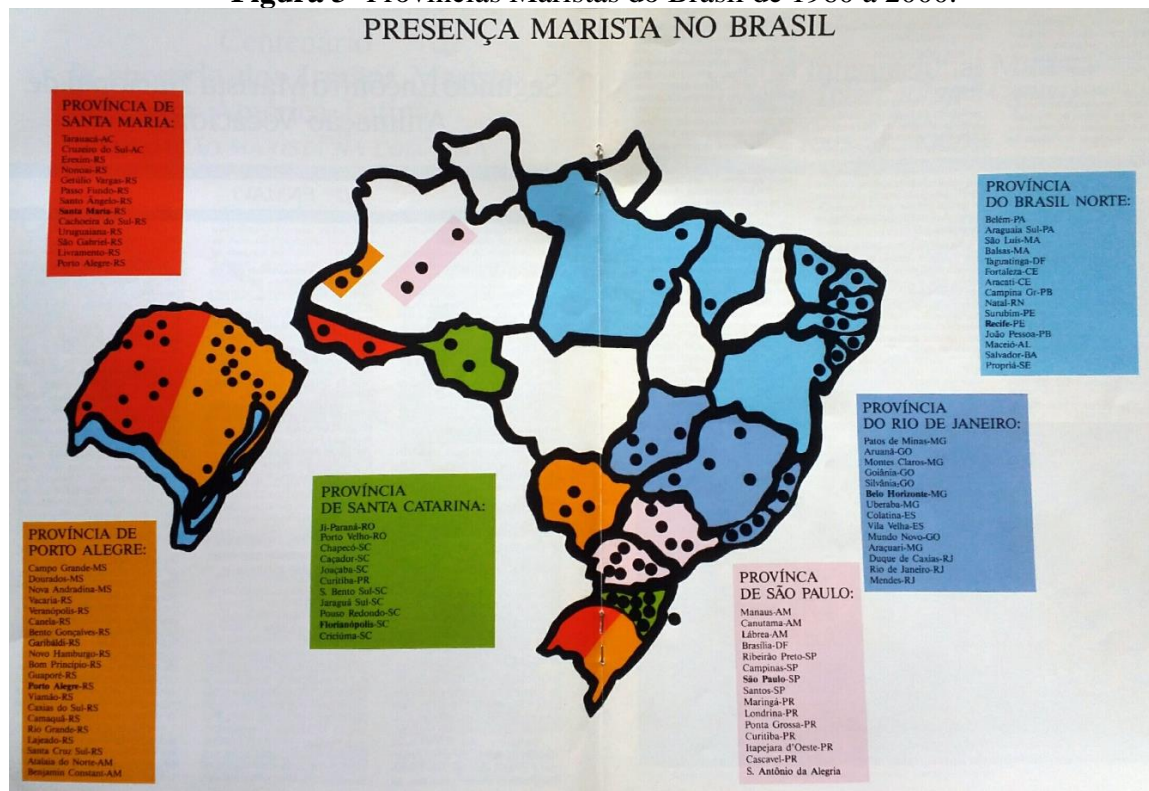 Figura Províncias Maristas do Brasil de a
PRESENÇA MARISTA NO BRASIL
PROVÍNCIA DE
SANTA MARIA:
Tarauacá-AC
Cruzeiro do Sul-AC
Erexim-RS
Nonoai-RS
Getúlio Vargas-RS
Passo Fundo-RS
Santo Ângelo-RS
Santa Maria-RS
Cachoeira do Sul-RS
Uruguaiana-RS
São Gabriel-RS
Livramento-RS
Porto Alegre-RS
PROVÍNCIA
DO BRASIL NORTE:
Belém-PA
Araguaia Sul-PA
São Luís-MA
Balsas-MA
Taguatinga-DF
Fortaleza-CE
Aracati-CE
Campina Gr-PB
Natal-RN
Surubim-PE
Recife-PE
João Pessoa-PB
Maceió-AL
Salvador-BA
Propriá-SE
PROVÍNCIA
DO RIO DE JANEIRO:
Patos de Minas-MG
Aruanã-GO
Montes Claros-MG
Goiânia-GO
Silvânia-GO
Belo Horizonte-MG
Uberaba-MG
Colatina-ES
Vila Velha-ES
Mundo Novo-GO
Araçuari-MG
Duque de Caxias-RJ
Rio de Janeiro-RJ
Mendes-RJ
PROVÍNCIA
DE SANTA CATARINA:
Ji-Paraná-RO
Porto Velho-RO
Chapecó-SC
Caçador-SC
Joaçaba-SC
Curitiba-PR
S. Bento Sul-SC
Jaraguá Sul-SC
Pouso Redondo-SC
Florianópolis-SC
Criciúma-SC
PROVÍNCIA DE
PORTO ALEGRE:
Campo Grande-MS
Dourados-MS
Nova Andradina-MS
Vacaria-RS
Veranópolis-RS
Canela-RS
Bento Gonçalves-RS
Garibáldi-RS
Novo Hamburgo-RS
Bom Princípio-RS
Guaporé-RS
Porto Alegre-RS
Viamão-RS
Caxias do Sul-RS
Camaquã-RS
Rio Grande-RS
Lajeado-RS
Santa Cruz Sul-RS
Atalaia do Norte-AM
Benjamin Constant-AM
PROVÍNCA
DE SÃO PAULO:
Manaus-AM
Canutama-AM
Lábrea-AM
Brasília-DF
Ribeirão Preto-SP
Campinas-SP
São Paulo-SP
Santos-SP
Maringá-PR
Londrina-PR
Ponta Grossa-PR
Curitiba-PR
Itapejara d'Oeste-PR
Cascavel-PR
S. Antônio da Alegria